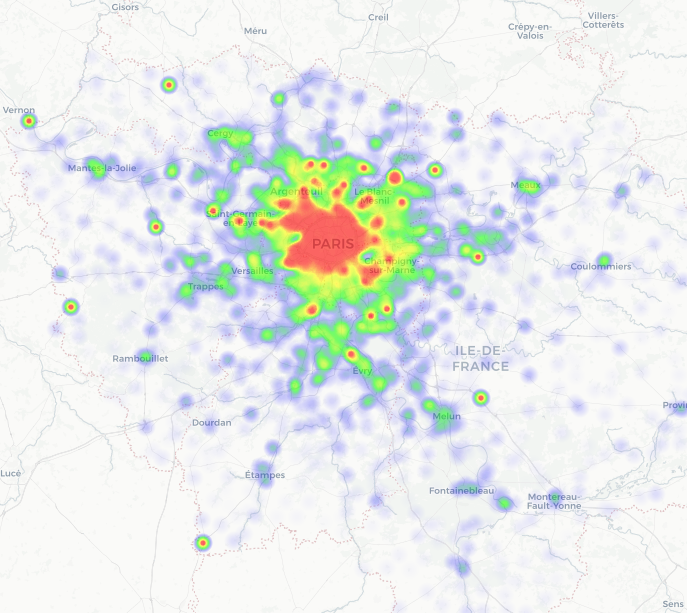 Gisors
Creil
Villers-
Cotterêts
Crépy-en-
Valois
Méru
Vernon
Cergy
Mantes-la-Jolie
Meaux
Argenteuil
Le Blanc
Mesnil
Saint-Germain-
en-Laye
PARIS
Champigny-
sur-Marne
Versailles
Coulommiers
Trappes
ILE-DE-
FRANCE
Rambouillet
Évry
Provi
Melun
Dourdan
Lucé
Étampes
Fontainebleau
Montereau-
Fault-Yonne
Sens